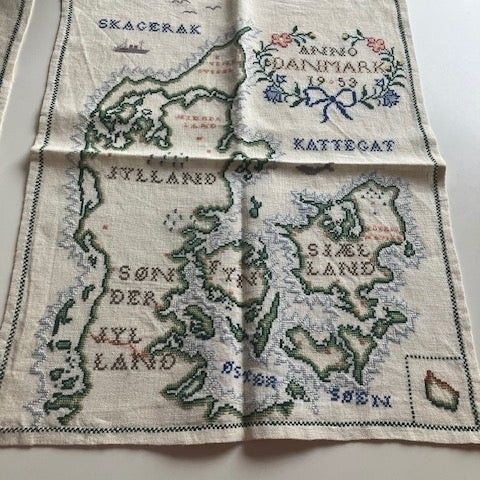 SKAGERAK
ANNO
DANMARK
1953
KATTEGAT
JYLLAND
SJÆL
LAND
FYN
SØN
DER
JYL
LAND
ØSTER
SØEN